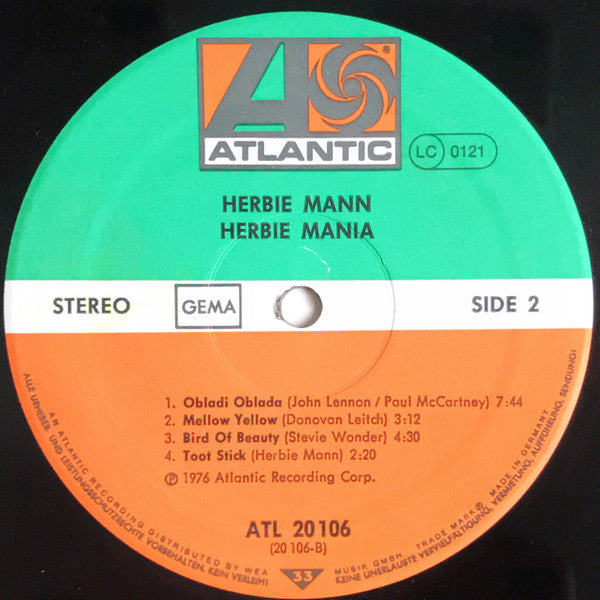 ATLANTIC ®
LC 0121
HERBIE MANN
HERBIE MANIA
STEREO
GEMA
SIDE 2
1. Obladi Oblada (John Lennon / Paul McCartney) 7:44
2. Mellow Yellow (Donovan Leitch) 3:12
3. Bird Of Beauty (Stevie Wonder) 4:30
4. Toot Stick (Herbie Mann) 2:20
℗ 1976 Atlantic Recording Corp.
ATL 20 106
(20 106-B)
33
AN ATLANTIC RECORDING DISTRIBUTED BY WEA MUSIK GMBH. TRADE MARK ® MADE IN GERMANY
ALLE URHEBER- UND LEISTUNGSSCHUTZRECHTE VORBEHALTEN. KEIN VERLEIH! KEINE UNERLAUBTE VERVIELFÄLTIGUNG, VERMIETUNG, AUFFÜHRUNG, SENDUNG!